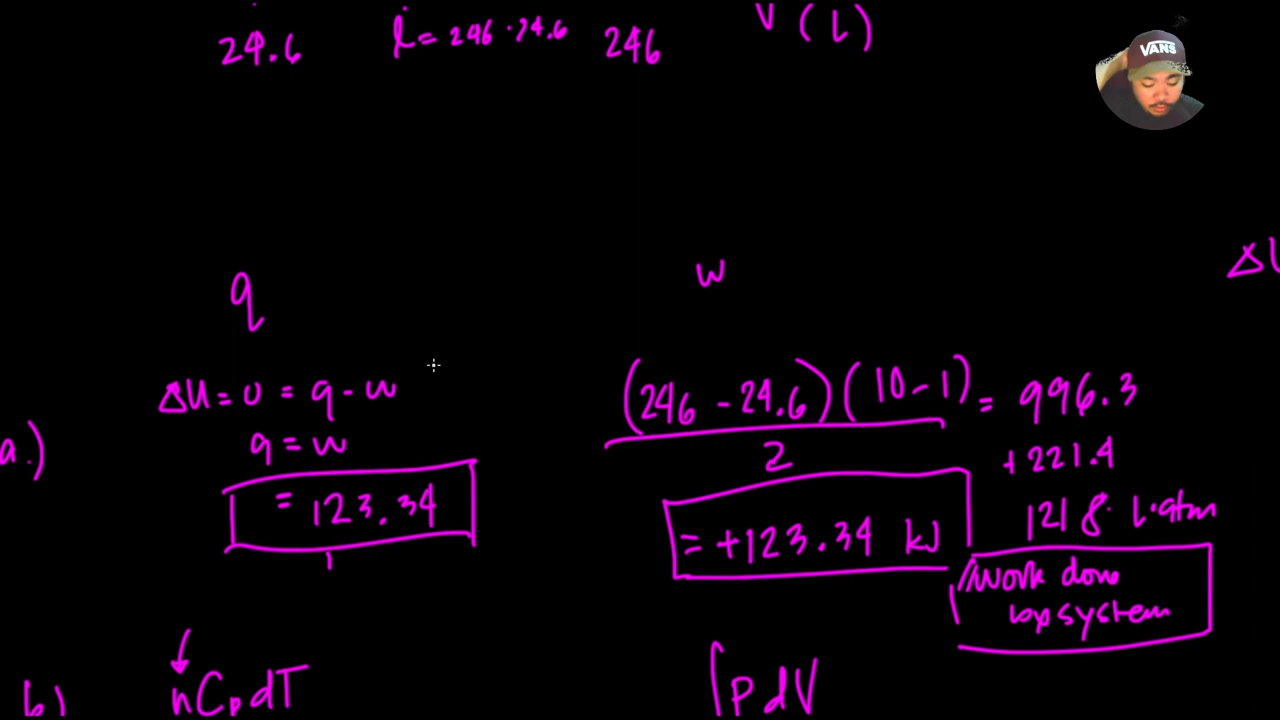 24.6 l = 246 - 24.6 246 V (L)
VANS
q w
ΔU = 0 = q - w
q = w
= 123.34
a.)
(246 - 24.6)(10 - 1) = 996.3
2
+221.4
1218. L·atm
= +123.34 kJ
//work done
by system
b) nCpdT ∫PdV